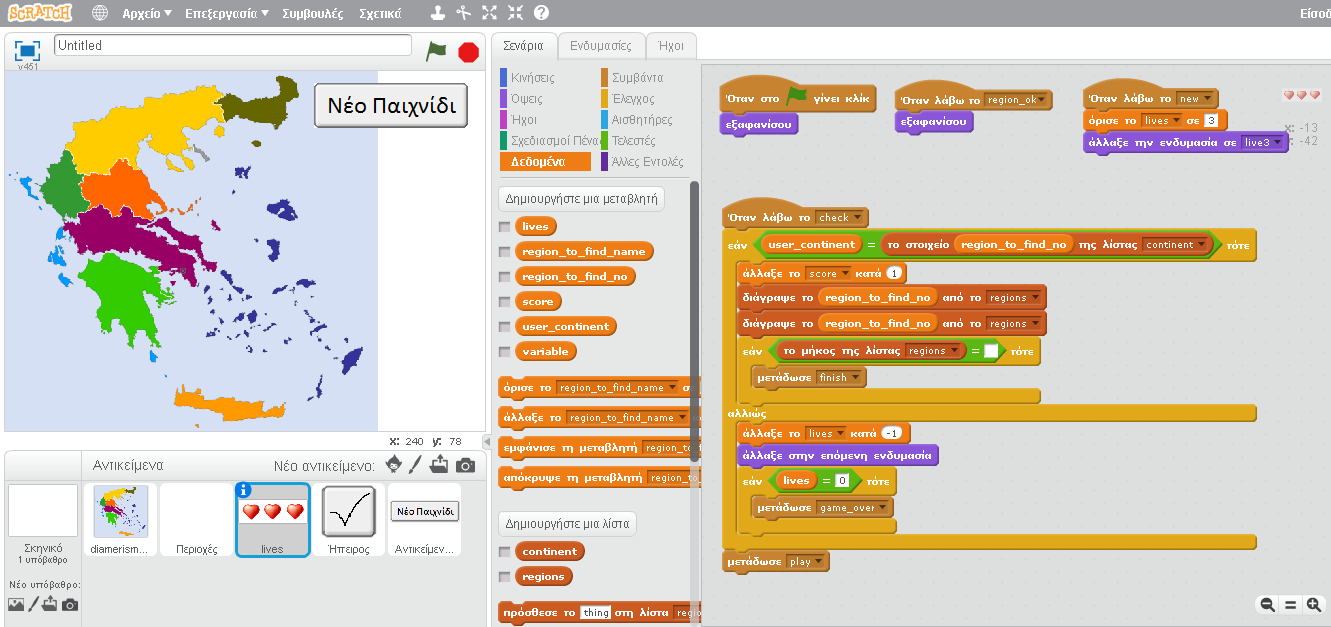 SCRATCH Αρχείο Επεξεργασία Συμβουλές Σχετικά Είσοδ
Untitled
v451
Νέο Παιχνίδι
x: 240 y: 78
Αντικείμενα Νέο αντικείμενο:
Σκηνικό
1 υπόβαθρο
Νέο υπόβαθρο:
diamerism...
Περιοχές
lives
Ήπειρος
Νέο Παιχνίδι
Αντικείμεν...
Σενάρια Ενδυμασίες Ήχοι
Κινήσεις Συμβάντα
Όψεις Έλεγχος
Ήχοι Αισθητήρες
Σχεδιασμοί Πένα Τελεστές
Δεδομένα Άλλες Εντολές
Δημιουργήστε μια μεταβλητή
lives
region_to_find_name
region_to_find_no
score
user_continent
variable
όρισε το region_to_find_name σ
άλλαξε το region_to_find_name
εμφάνισε τη μεταβλητή region_to
απόκρυψε τη μεταβλητή region_to
Δημιουργήστε μια λίστα
continent
regions
πρόσθεσε το thing στη λίστα regio
Όταν στο γίνει κλικ
εξαφανίσου
Όταν λάβω το region_ok
εξαφανίσου
Όταν λάβω το new
όρισε το lives σε 3
άλλαξε την ενδυμασία σε live3
x: -13
y: -42
Όταν λάβω το check
εάν user_continent = το στοιχείο region_to_find_no της λίστας continent τότε
άλλαξε το score κατά 1
διάγραψε το region_to_find_no από το regions
διάγραψε το region_to_find_no από το regions
εάν το μήκος της λίστας regions = τότε
μετάδωσε finish
αλλιώς
άλλαξε το lives κατά -1
άλλαξε στην επόμενη ενδυμασία
εάν lives = 0 τότε
μετάδωσε game_over
μετάδωσε play